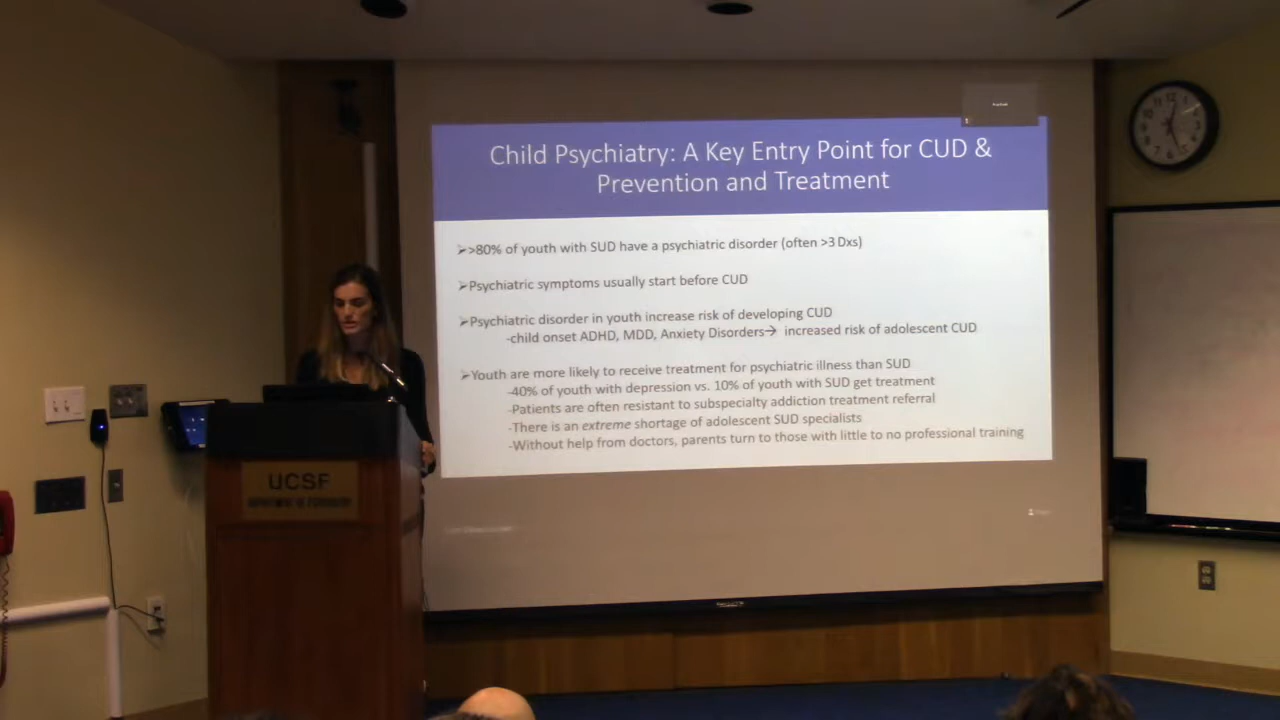 Child Psychiatry: A Key Entry Point for CUD &
Prevention and Treatment
➢>80% of youth with SUD have a psychiatric disorder (often >3 Dxs)
➢Psychiatric symptoms usually start before CUD
➢Psychiatric disorder in youth increase risk of developing CUD
-child onset ADHD, MDD, Anxiety Disorders→ increased risk of adolescent CUD
➢Youth are more likely to receive treatment for psychiatric illness than SUD
-40% of youth with depression vs. 10% of youth with SUD get treatment
-Patients are often resistant to subspecialty addiction treatment referral
-There is an extreme shortage of adolescent SUD specialists
-Without help from doctors, parents turn to those with little to no professional training
UCSF
DEPARTMENT OF PSYCHIATRY